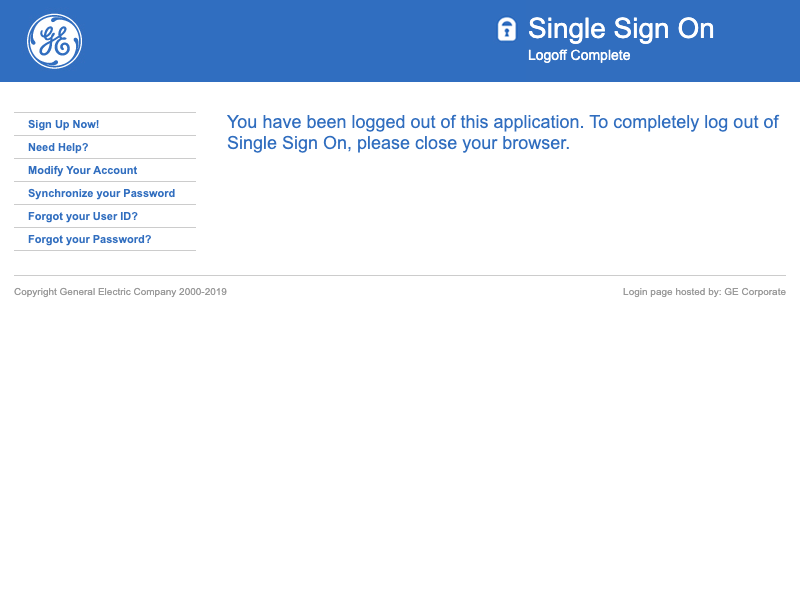 GE
Single Sign On
Logoff Complete
Sign Up Now!
Need Help?
Modify Your Account
Synchronize your Password
Forgot your User ID?
Forgot your Password?
You have been logged out of this application. To completely log out of
Single Sign On, please close your browser.
Copyright General Electric Company 2000-2019
Login page hosted by: GE Corporate